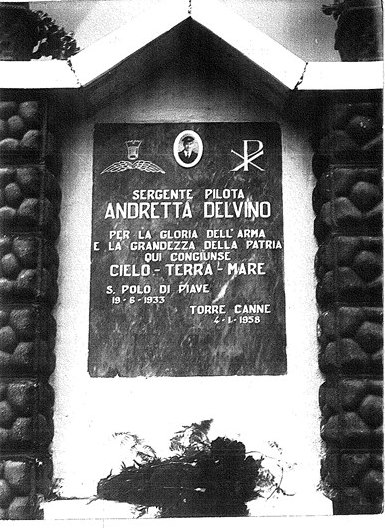 SERGENTE PILOTA
ANDRETTA DELVINO
PER LA GLORIA DELL'ARMA
E LA GRANDEZZA DELLA PATRIA
QUI CONGIUNSE
CIELO - TERRA - MARE
S. POLO DI PIAVE
19-6-1933
TORRE CANNE
4-1-1958